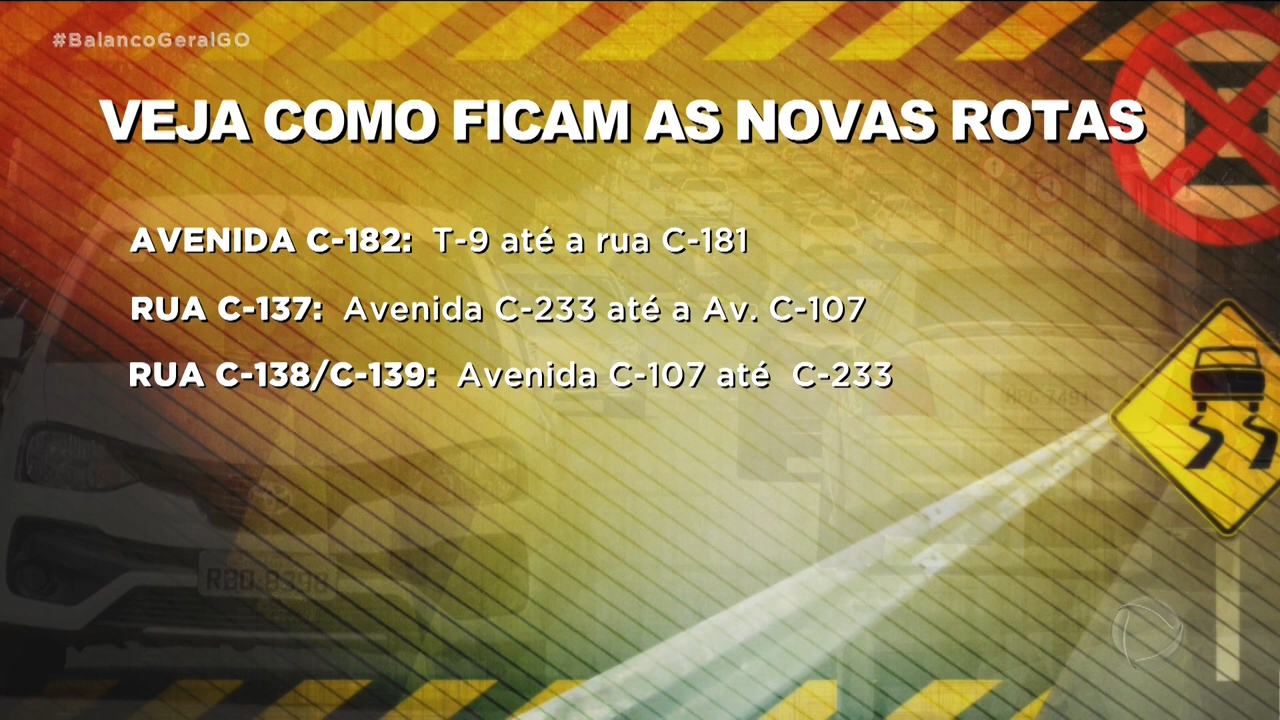 #BalancoGeralGO
VEJA COMO FICAM AS NOVAS ROTAS
AVENIDA C-182: T-9 até a rua C-181
RUA C-137: Avenida C-233 até a Av. C-107
RUA C-138/C-139: Avenida C-107 até C-233